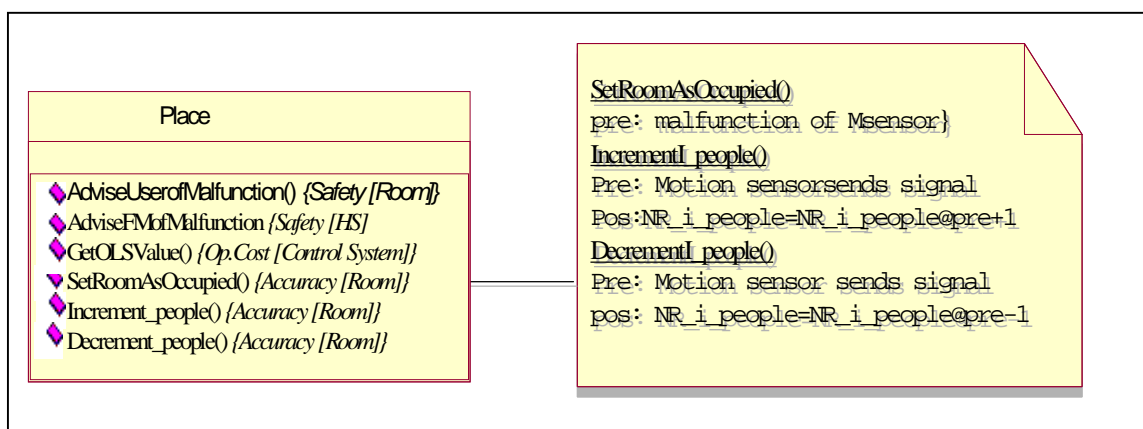 Place
AdviseUserofMalfunction() {Safety [Room]}
AdviseFMofMalfunction {Safety [HS]
GetOLSValue() {Op.Cost [Control System]}
SetRoomAsOccupied() {Accuracy [Room]}
Increment_people() {Accuracy [Room]}
Decrement_people() {Accuracy [Room]}
SetRoomAsOccupied()
pre: malfunction of Msensor}
IncrementI_people()
Pre: Motion sensorsends signal
Pos:NR_i_people=NR_i_people@pre+1
DecrementI_people()
Pre: Motion sensor sends signal
pos: NR_i_people=NR_i_people@pre-1